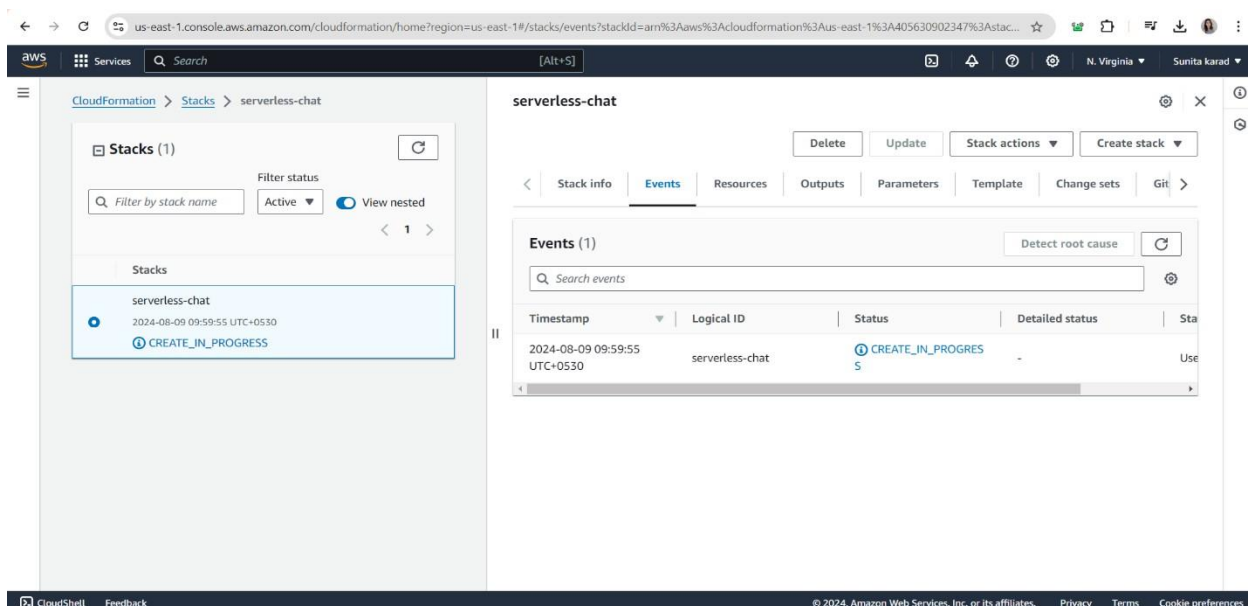 us-east-1.console.aws.amazon.com/cloudformation/home?region=us-east-1#/stacks/events?stackId=arn%3Aaws%3Acloudformation%3Aus-east-1%3A405630902347%3Astac...
aws Services Search [Alt+S] N. Virginia Sunita karad
CloudFormation > Stacks > serverless-chat
Stacks (1)
Filter status
Filter by stack name Active View nested
1
Stacks
serverless-chat
2024-08-09 09:59:55 UTC+0530
CREATE_IN_PROGRESS
serverless-chat
Delete Update Stack actions Create stack
Stack info Events Resources Outputs Parameters Template Change sets Git
Events (1) Detect root cause
Search events
Timestamp Logical ID Status Detailed status Sta
2024-08-09 09:59:55 serverless-chat CREATE_IN_PROGRES - Use
UTC+0530 S
CloudShell Feedback © 2024, Amazon Web Services, Inc. or its affiliates. Privacy Terms Cookie preferences